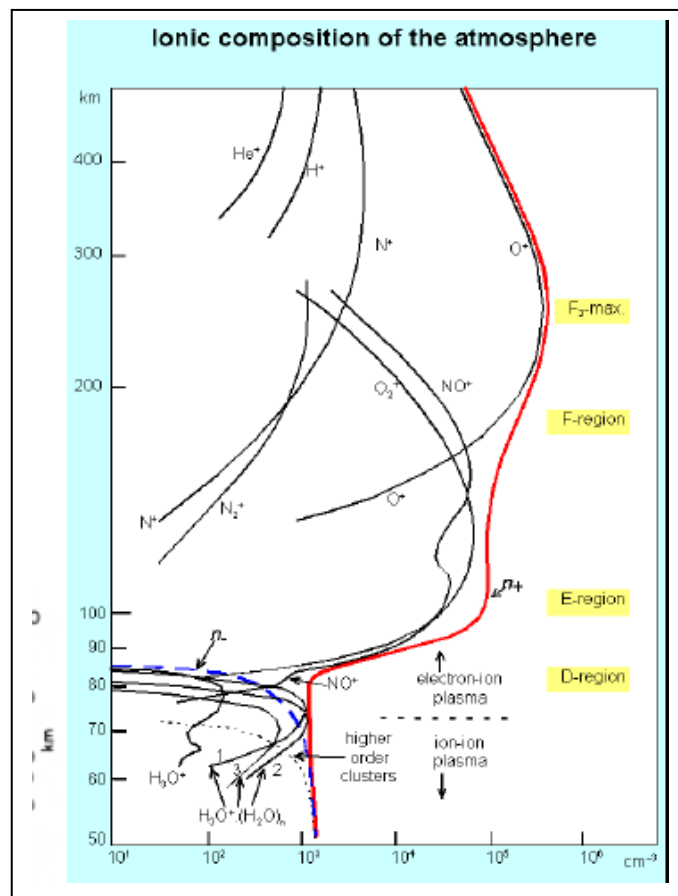 Ionic composition of the atmosphere
km
400
He⁺
H⁺
N⁺
O⁺
300
F₂-max.
O₂⁺
NO⁺
200
F-region
N⁺
N₂⁺
O⁺
n+
100
E-region
90
n-
80
NO⁺
electron-ion
plasma
D-region
70
higher
order
clusters
ion-ion
plasma
km
1
3
2
H₃O⁺
60
H₃O⁺·(H₂O)ₙ
50
10¹
10²
10³
10⁴
10⁵
10⁶
cm⁻³